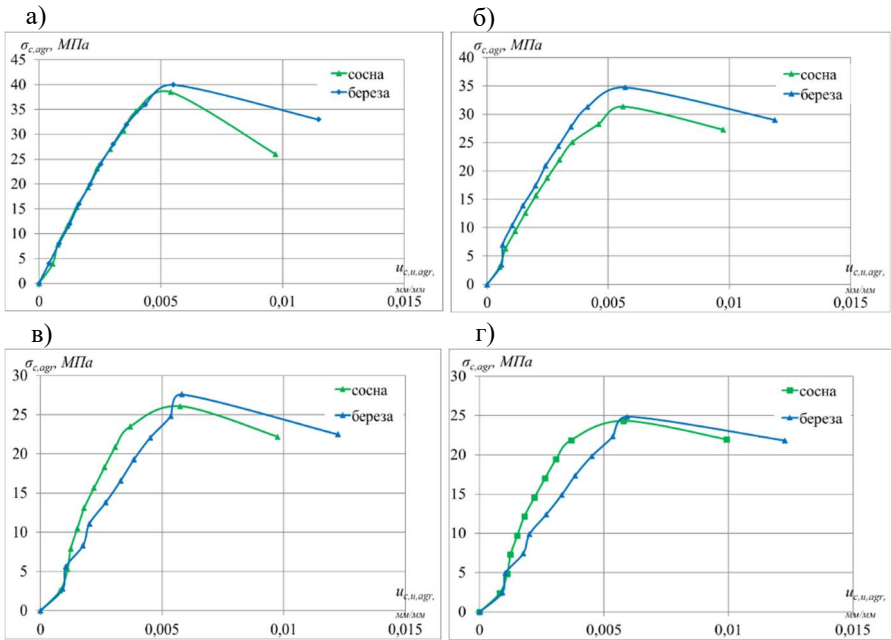 а)
σc,agr, МПа
45
40
35
30
25
20
15
10
5
0
0
0,005
0,01
0,015
сосна
береза
uc,u,agr,
мм/мм
б)
σc,agr, МПа
40
35
30
25
20
15
10
5
0
0
0,005
0,01
0,015
сосна
береза
uc,u,agr,
мм/мм
в)
σc,agr, МПа
30
25
20
15
10
5
0
0
0,005
0,01
0,015
сосна
береза
uc,u,agr,
мм/мм
г)
σc,agr, МПа
30
25
20
15
10
5
0
0
0,005
0,01
0,015
сосна
береза
uc,u,agr,
мм/мм